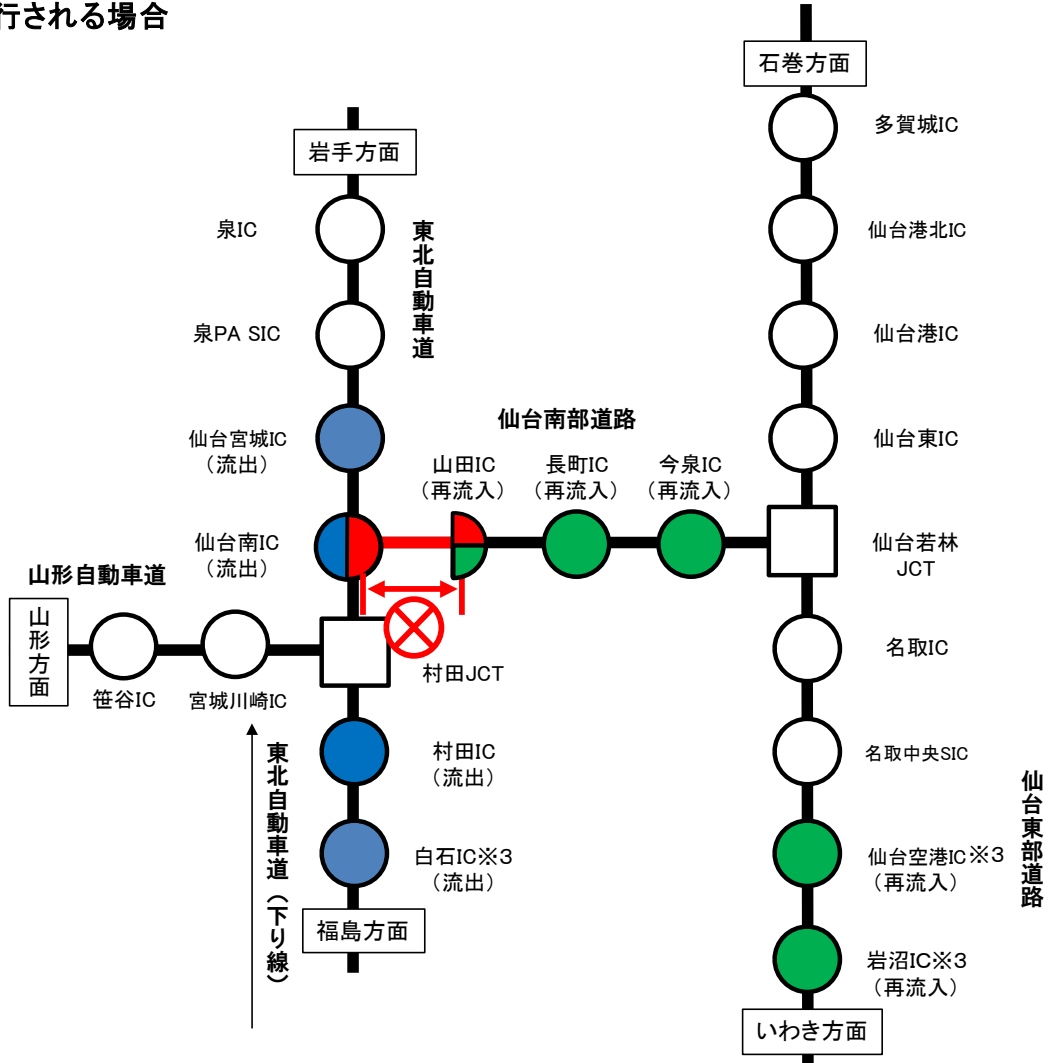 行される場合
石巻方面
多賀城IC
岩手方面
泉IC
東北自動車道
仙台港北IC
泉PA SIC
仙台港IC
仙台南部道路
仙台宮城IC
（流出）
山田IC
（再流入）
長町IC
（再流入）
今泉IC
（再流入）
仙台東IC
仙台南IC
（流出）
仙台若林
JCT
山形自動車道
山形方面
笹谷IC
宮城川崎IC
村田JCT
名取IC
東北自動車道（下り線）
村田IC
（流出）
名取中央SIC
仙台東部道路
白石IC※3
（流出）
仙台空港IC※3
（再流入）
福島方面
岩沼IC※3
（再流入）
いわき方面